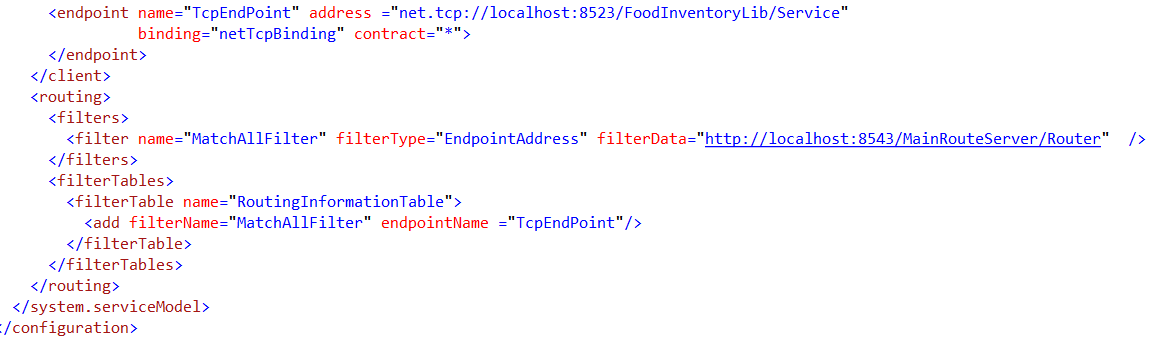 <endpoint name="TcpEndPoint" address ="net.tcp://localhost:8523/FoodInventoryLib/Service"
binding="netTcpBinding" contract="*">
</endpoint>
</client>
<routing>
<filters>
<filter name="MatchAllFilter" filterType="EndpointAddress" filterData="http://localhost:8543/MainRouteServer/Router"  />
</filters>
<filterTables>
<filterTable name="RoutingInformationTable">
<add filterName="MatchAllFilter" endpointName ="TcpEndPoint"/>
</filterTable>
</filterTables>
</routing>
</system.serviceModel>
</configuration>